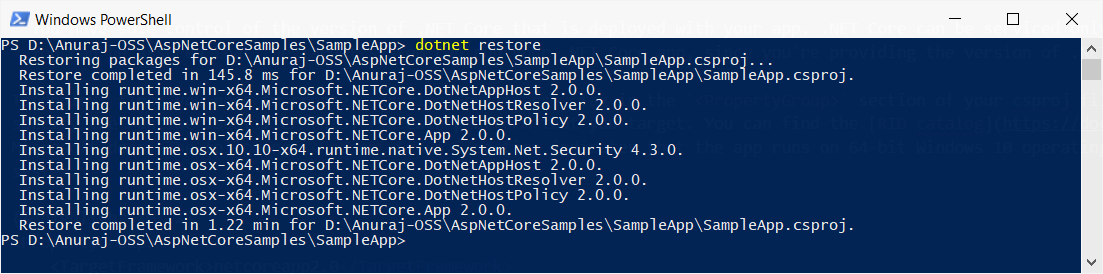 Windows PowerShell
PS D:\Anuraj-OSS\AspNetCoreSamples\SampleApp> dotnet restore
  Restoring packages for D:\Anuraj-OSS\AspNetCoreSamples\SampleApp\SampleApp.csproj...
  Restore completed in 145.8 ms for D:\Anuraj-OSS\AspNetCoreSamples\SampleApp\SampleApp.csproj.
  Installing runtime.win-x64.Microsoft.NETCore.DotNetAppHost 2.0.0.
  Installing runtime.win-x64.Microsoft.NETCore.DotNetHostResolver 2.0.0.
  Installing runtime.win-x64.Microsoft.NETCore.DotNetHostPolicy 2.0.0.
  Installing runtime.win-x64.Microsoft.NETCore.App 2.0.0.
  Installing runtime.osx.10.10-x64.runtime.native.System.Net.Security 4.3.0.
  Installing runtime.osx-x64.Microsoft.NETCore.DotNetAppHost 2.0.0.
  Installing runtime.osx-x64.Microsoft.NETCore.DotNetHostResolver 2.0.0.
  Installing runtime.osx-x64.Microsoft.NETCore.DotNetHostPolicy 2.0.0.
  Installing runtime.osx-x64.Microsoft.NETCore.App 2.0.0.
  Restore completed in 1.22 min for D:\Anuraj-OSS\AspNetCoreSamples\SampleApp\SampleApp.csproj.
PS D:\Anuraj-OSS\AspNetCoreSamples\SampleApp>